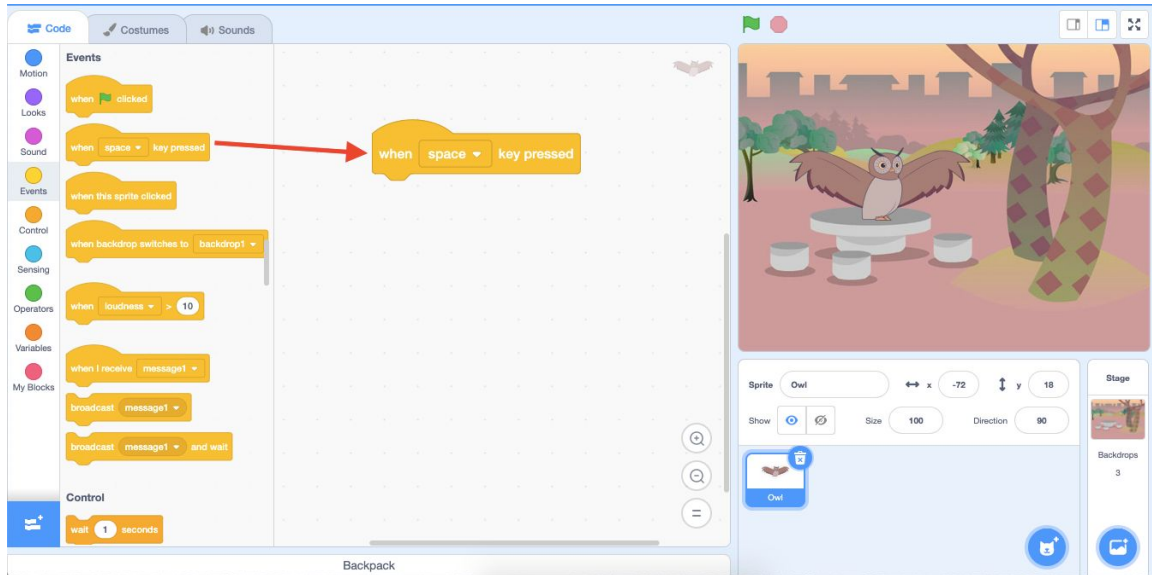 Code
Costumes
Sounds
Motion
Looks
Sound
Events
Control
Sensing
Operators
Variables
My Blocks
Events
when clicked
when space key pressed
when this sprite clicked
when backdrop switches to backdrop1
when loudness > 10
when I receive message1
broadcast message1
broadcast message1 and wait
Control
wait 1 seconds
when space key pressed
Backpack
Sprite Owl x -72 y 18
Show Size 100 Direction 90
Owl
Stage
Backdrops
3